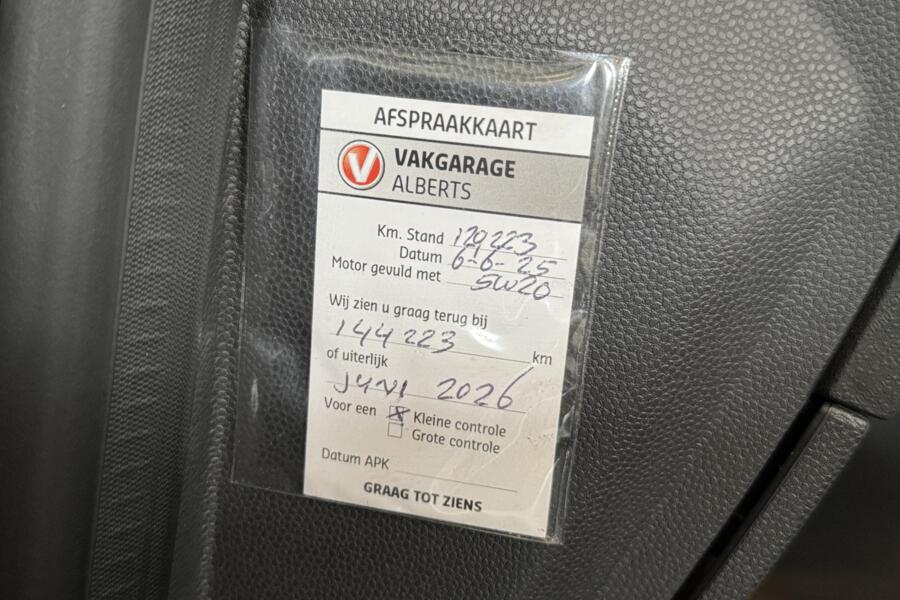 AFSPRAAKKAART
V VAKGARAGE
ALBERTS
Km. Stand 129223
Datum 6-6-25
Motor gevuld met 5W20
Wij zien u graag terug bij
144223 km
of uiterlijk
JUNI 2026
Voor een x Kleine controle
Grote controle
Datum APK
GRAAG TOT ZIENS